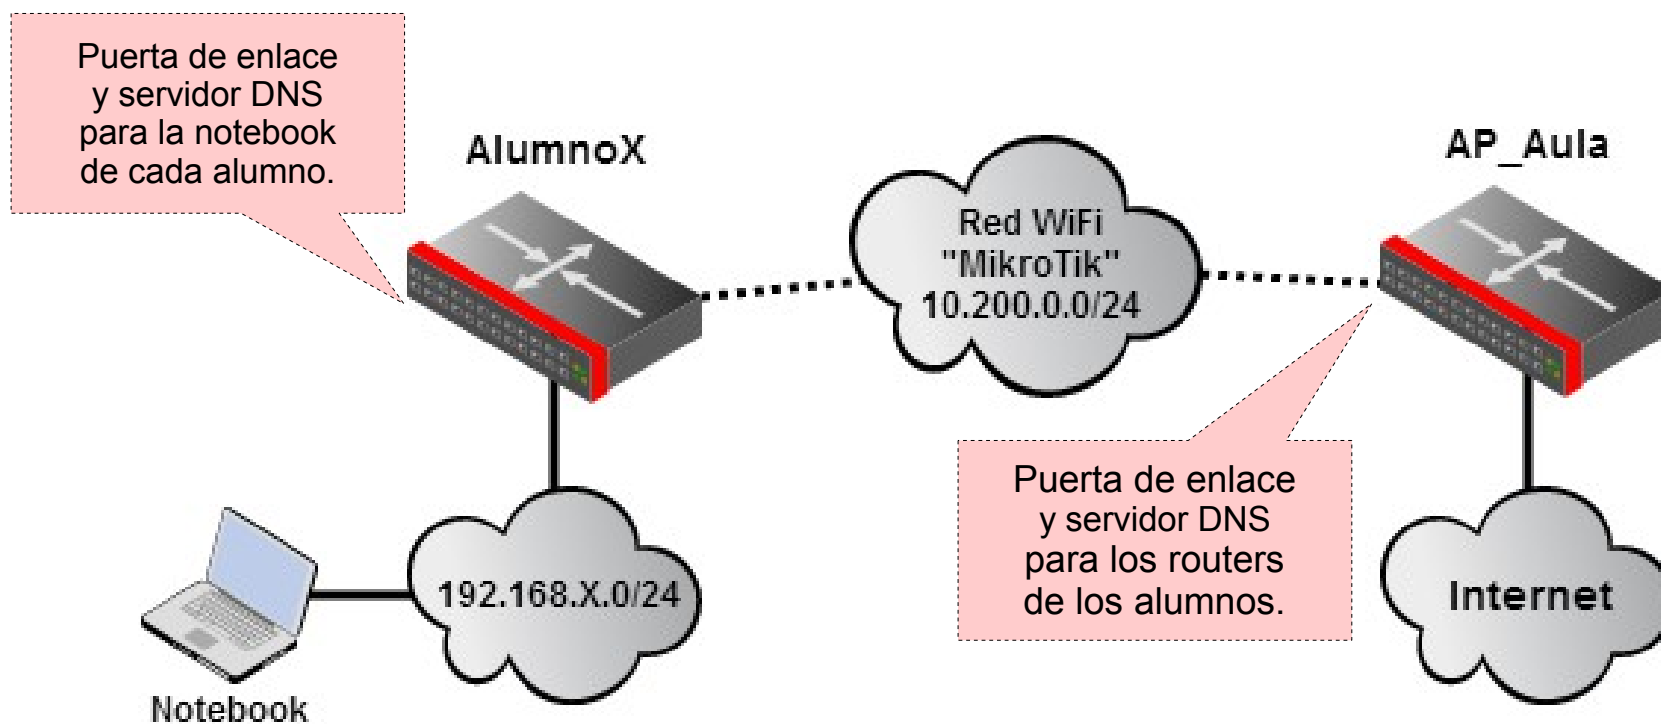 Puerta de enlace
y servidor DNS
para la notebook
de cada alumno.
AlumnoX
AP_Aula
Red WiFi
"MikroTik"
10.200.0.0/24
Puerta de enlace
y servidor DNS
para los routers
de los alumnos.
192.168.X.0/24
Internet
Notebook